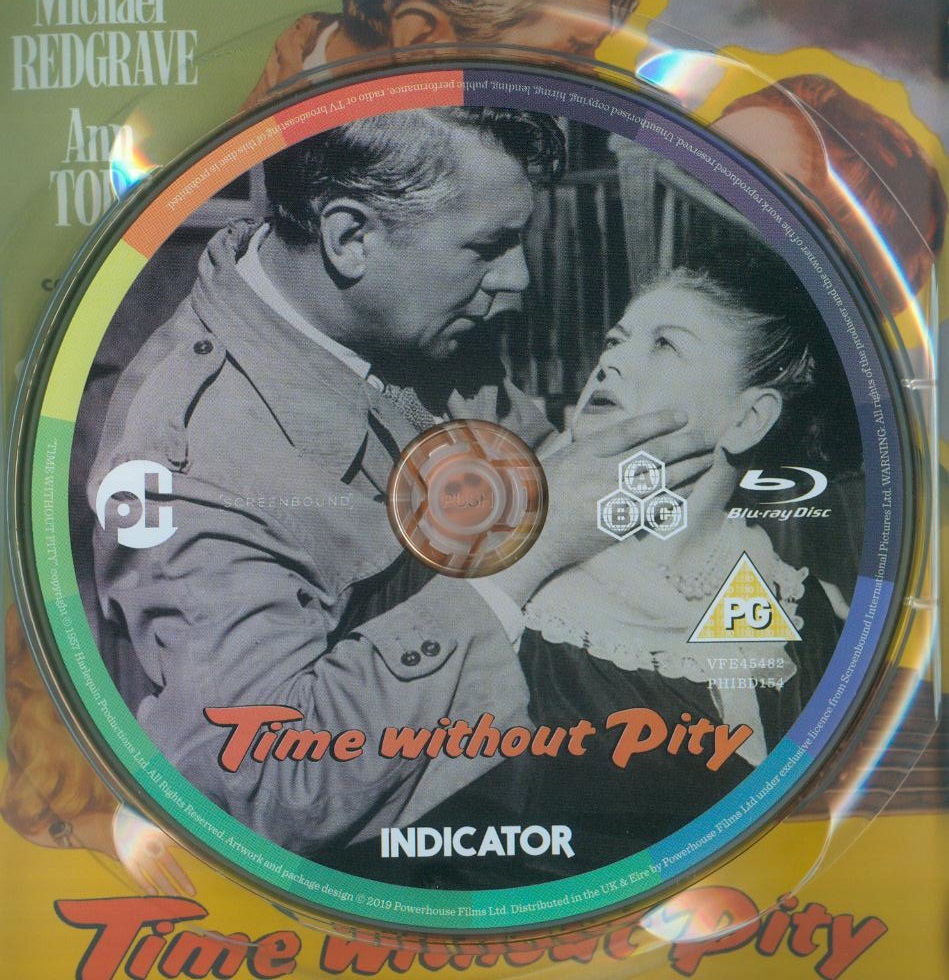 Michael
REDGRAVE
Ann
TOD
"SCREENBOUND"
pH
A
B C
Blu-ray Disc
PG
VFE45482
PHIBD154
Time without Pity
INDICATOR
'TIME WITHOUT PITY' copyright © 1957 Harlequin Productions Ltd. All Rights Reserved. Artwork and package design © 2019 Powerhouse Films Ltd. Distributed in the UK & Eire by Powerhouse Films Ltd under exclusive licence from Screenbound International Pictures Ltd. WARNING: All rights of the producer and the owner of the work reproduced reserved. Unauthorised copying, hiring, lending, public performance, radio or TV broadcasting of this disc is prohibited.
Time without Pity